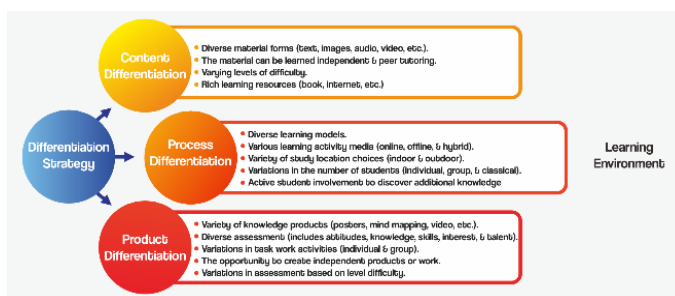 Content
Differentiation
• Diverse material forms (text, images, audio, video, etc.).
• The material can be learned independent & peer tutoring.
• Varying levels of difficulty.
• Rich learning resources (book, internet, etc.)
Differentiation
Strategy
Process
Differentiation
• Diverse learning models.
• Various learning activity media (online, offline, & hybrid).
• Variety of study location choices (indoor & outdoor).
• Variations in the number of students (individual, group, & classical).
• Active student involvement to discover additional knowledge
Learning
Environment
Product
Differentiation
• Variety of knowledge products (posters, mind mapping, video, etc.).
• Diverse assessment (includes attitudes, knowledge, skills, interest, & talent).
• Variations in task work activities (individual & group).
• The opportunity to create independent products or work.
• Variations in assessment based on level difficulty.